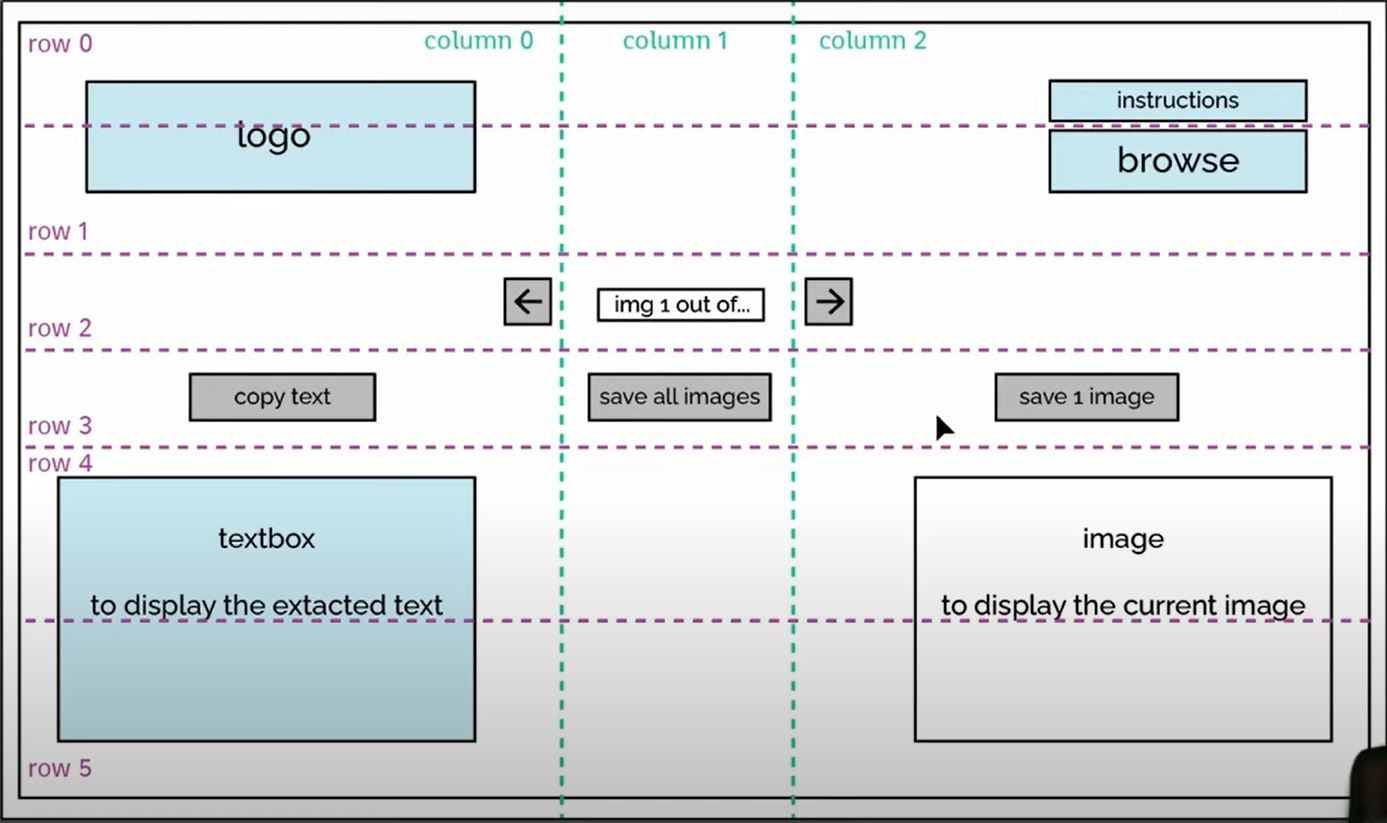 row 0
column 0
column 1
column 2
logo
instructions
browse
row 1
img 1 out of...
row 2
copy text
save all images
save 1 image
row 3
row 4
textbox
to display the extacted text
image
to display the current image
row 5